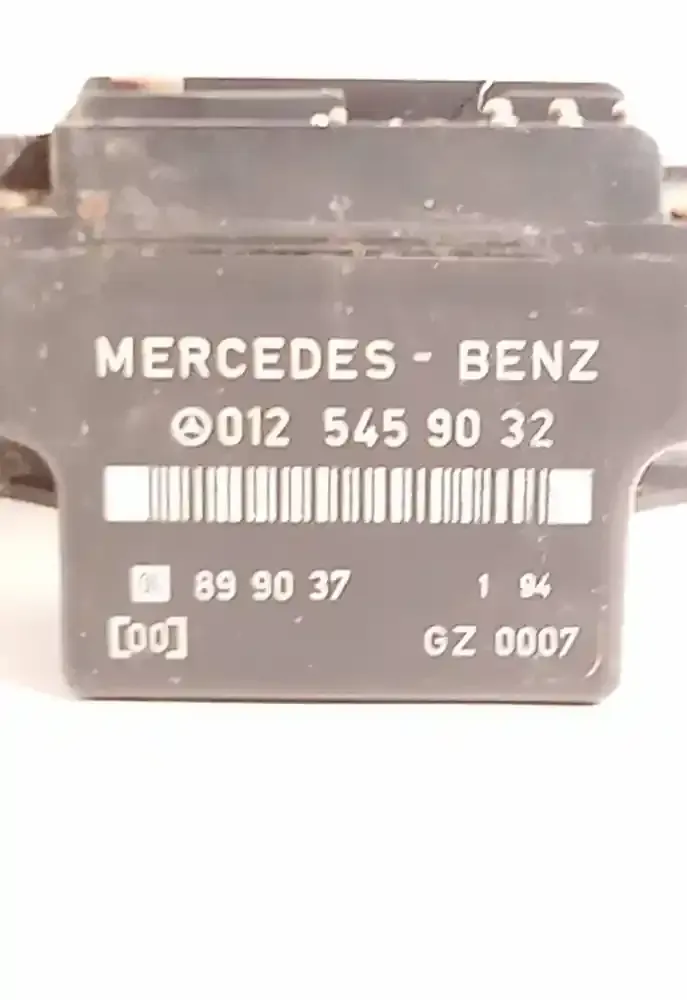 MERCEDES - BENZ
012 545 90 32
89 90 37 1 94
[00] GZ 0007